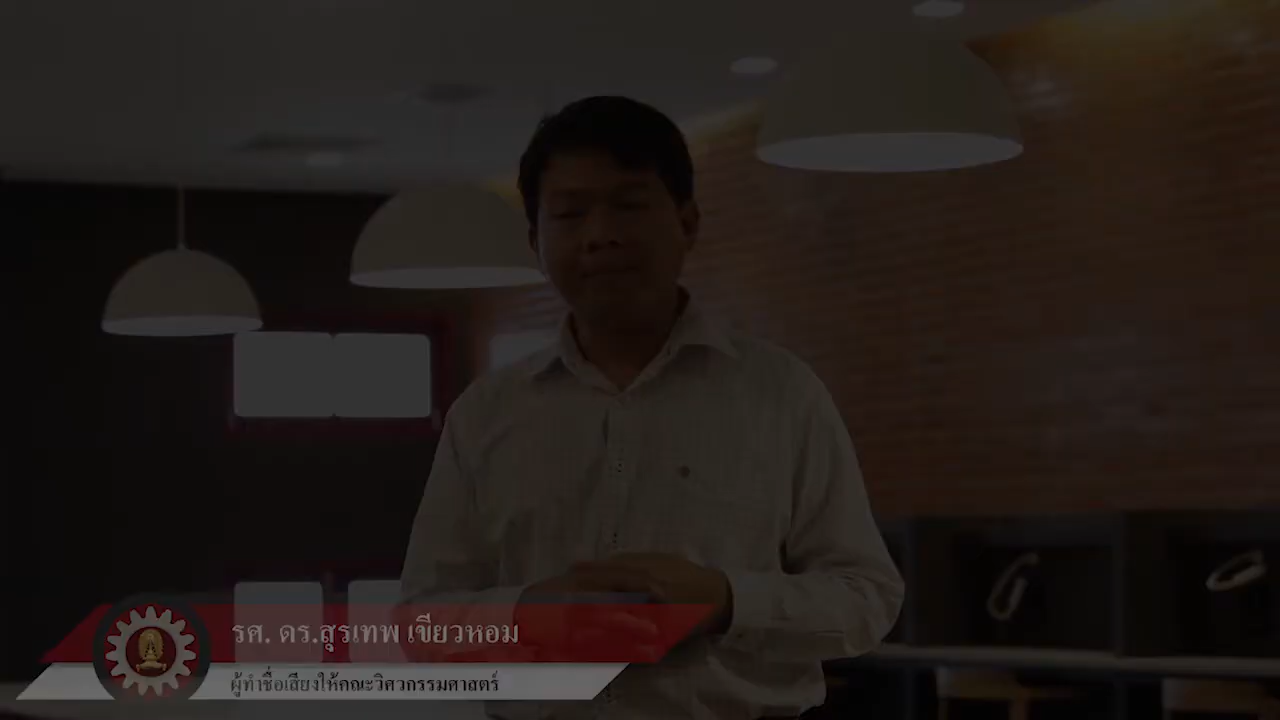 รศ. ดร.สุรเทพ เขียวหอม
ผู้ทำชื่อเสียงให้คณะวิศวกรรมศาสตร์